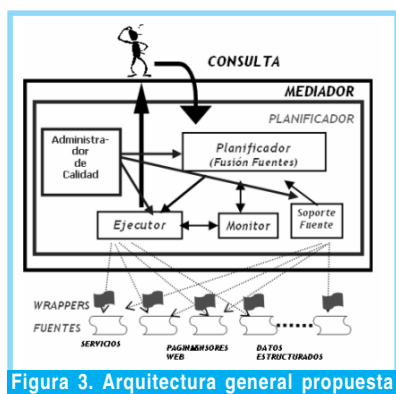 CONSULTA
MEDIADOR
PLANIFICADOR
Administra-
dor
de
Calidad
Planificador
(Fusión Fuentes)
Ejecutor
Monitor
Soporte
Fuente
WRAPPERS
FUENTES
SERVICIOS
PAGINAS
WEB
SENSORES
DATOS
ESTRUCTURADOS
Figura 3. Arquitectura general propuesta